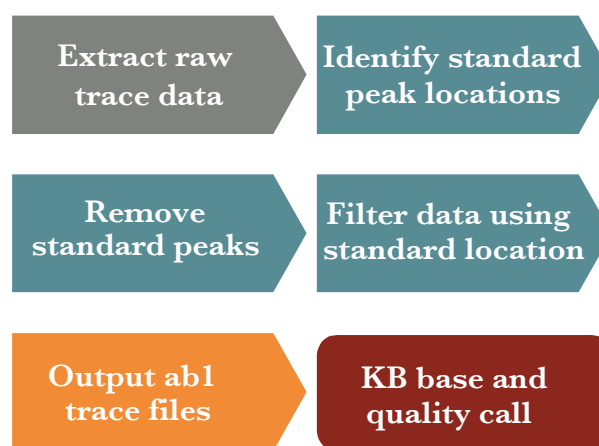 Extract raw
trace data
Identify standard
peak locations
Remove
standard peaks
Filter data using
standard location
Output ab1
trace files
KB base and
quality call